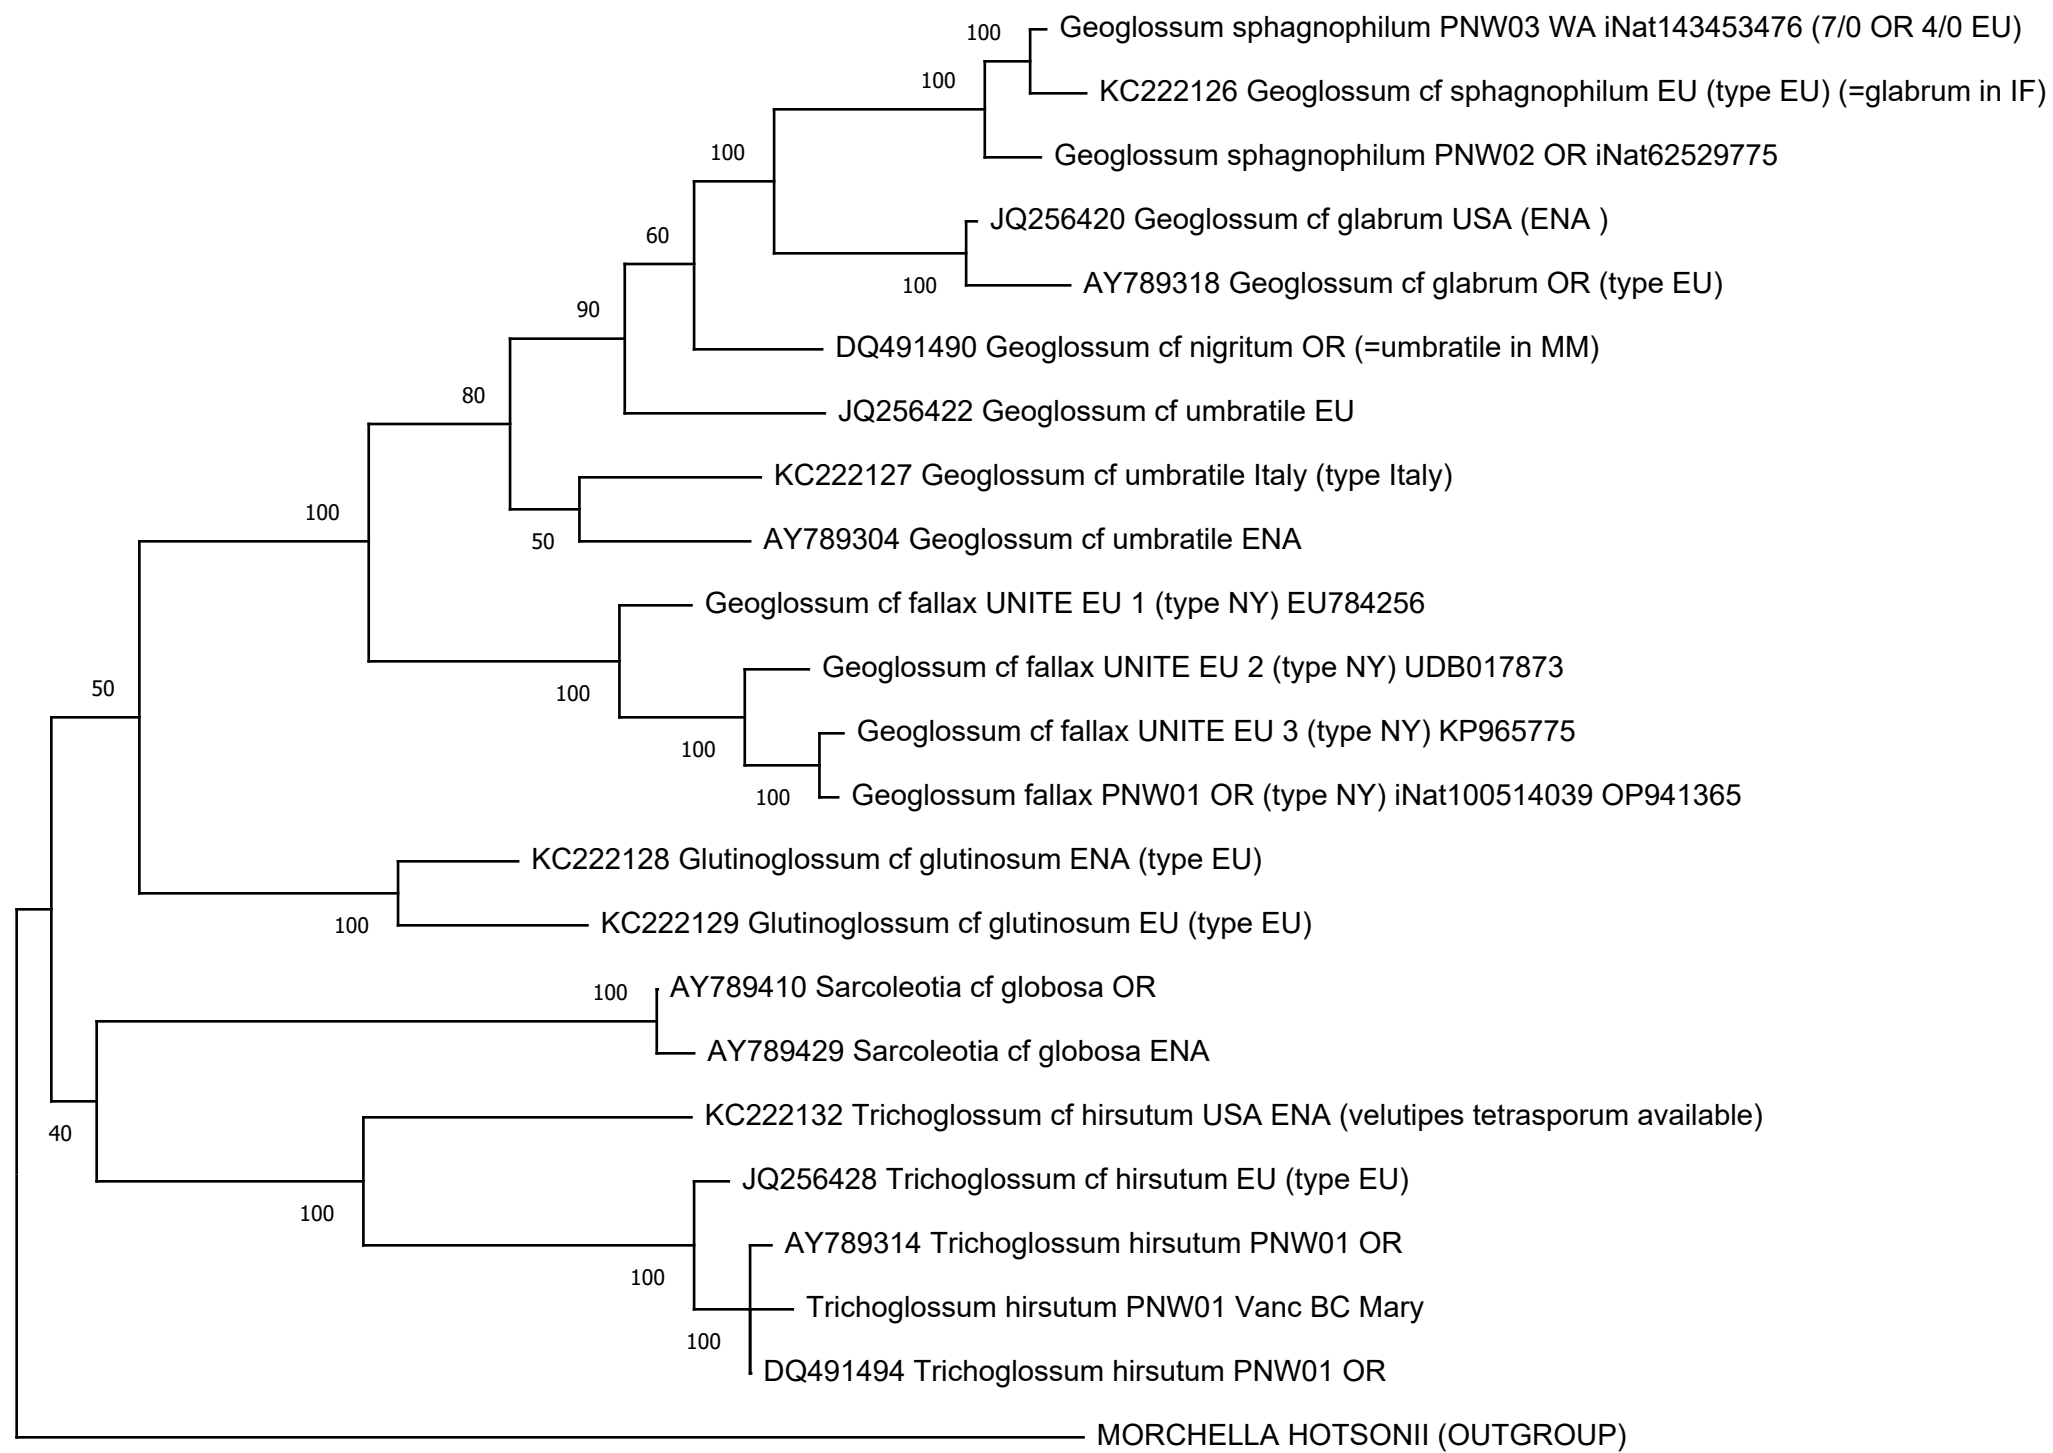 100
Geoglossum sphagnophilum PNW03 WA iNat143453476 (7/0 OR 4/0 EU)
100
KC222126 Geoglossum cf sphagnophilum EU (type EU) (=glabrum in IF)
100
Geoglossum sphagnophilum PNW02 OR iNat62529775
JQ256420 Geoglossum cf glabrum USA (ENA )
60
100
AY789318 Geoglossum cf glabrum OR (type EU)
90
DQ491490 Geoglossum cf nigritum OR (=umbratile in MM)
80
JQ256422 Geoglossum cf umbratile EU
KC222127 Geoglossum cf umbratile Italy (type Italy)
100
50
AY789304 Geoglossum cf umbratile ENA
Geoglossum cf fallax UNITE EU 1 (type NY) EU784256
Geoglossum cf fallax UNITE EU 2 (type NY) UDB017873
50
100
Geoglossum cf fallax UNITE EU 3 (type NY) KP965775
100
100
Geoglossum fallax PNW01 OR (type NY) iNat100514039 OP941365
KC222128 Glutinoglossum cf glutinosum ENA (type EU)
100
KC222129 Glutinoglossum cf glutinosum EU (type EU)
100
AY789410 Sarcoleotia cf globosa OR
AY789429 Sarcoleotia cf globosa ENA
KC222132 Trichoglossum cf hirsutum USA ENA (velutipes tetrasporum available)
40
JQ256428 Trichoglossum cf hirsutum EU (type EU)
100
AY789314 Trichoglossum hirsutum PNW01 OR
100
Trichoglossum hirsutum PNW01 Vanc BC Mary
100
DQ491494 Trichoglossum hirsutum PNW01 OR
MORCHELLA HOTSONII (OUTGROUP)